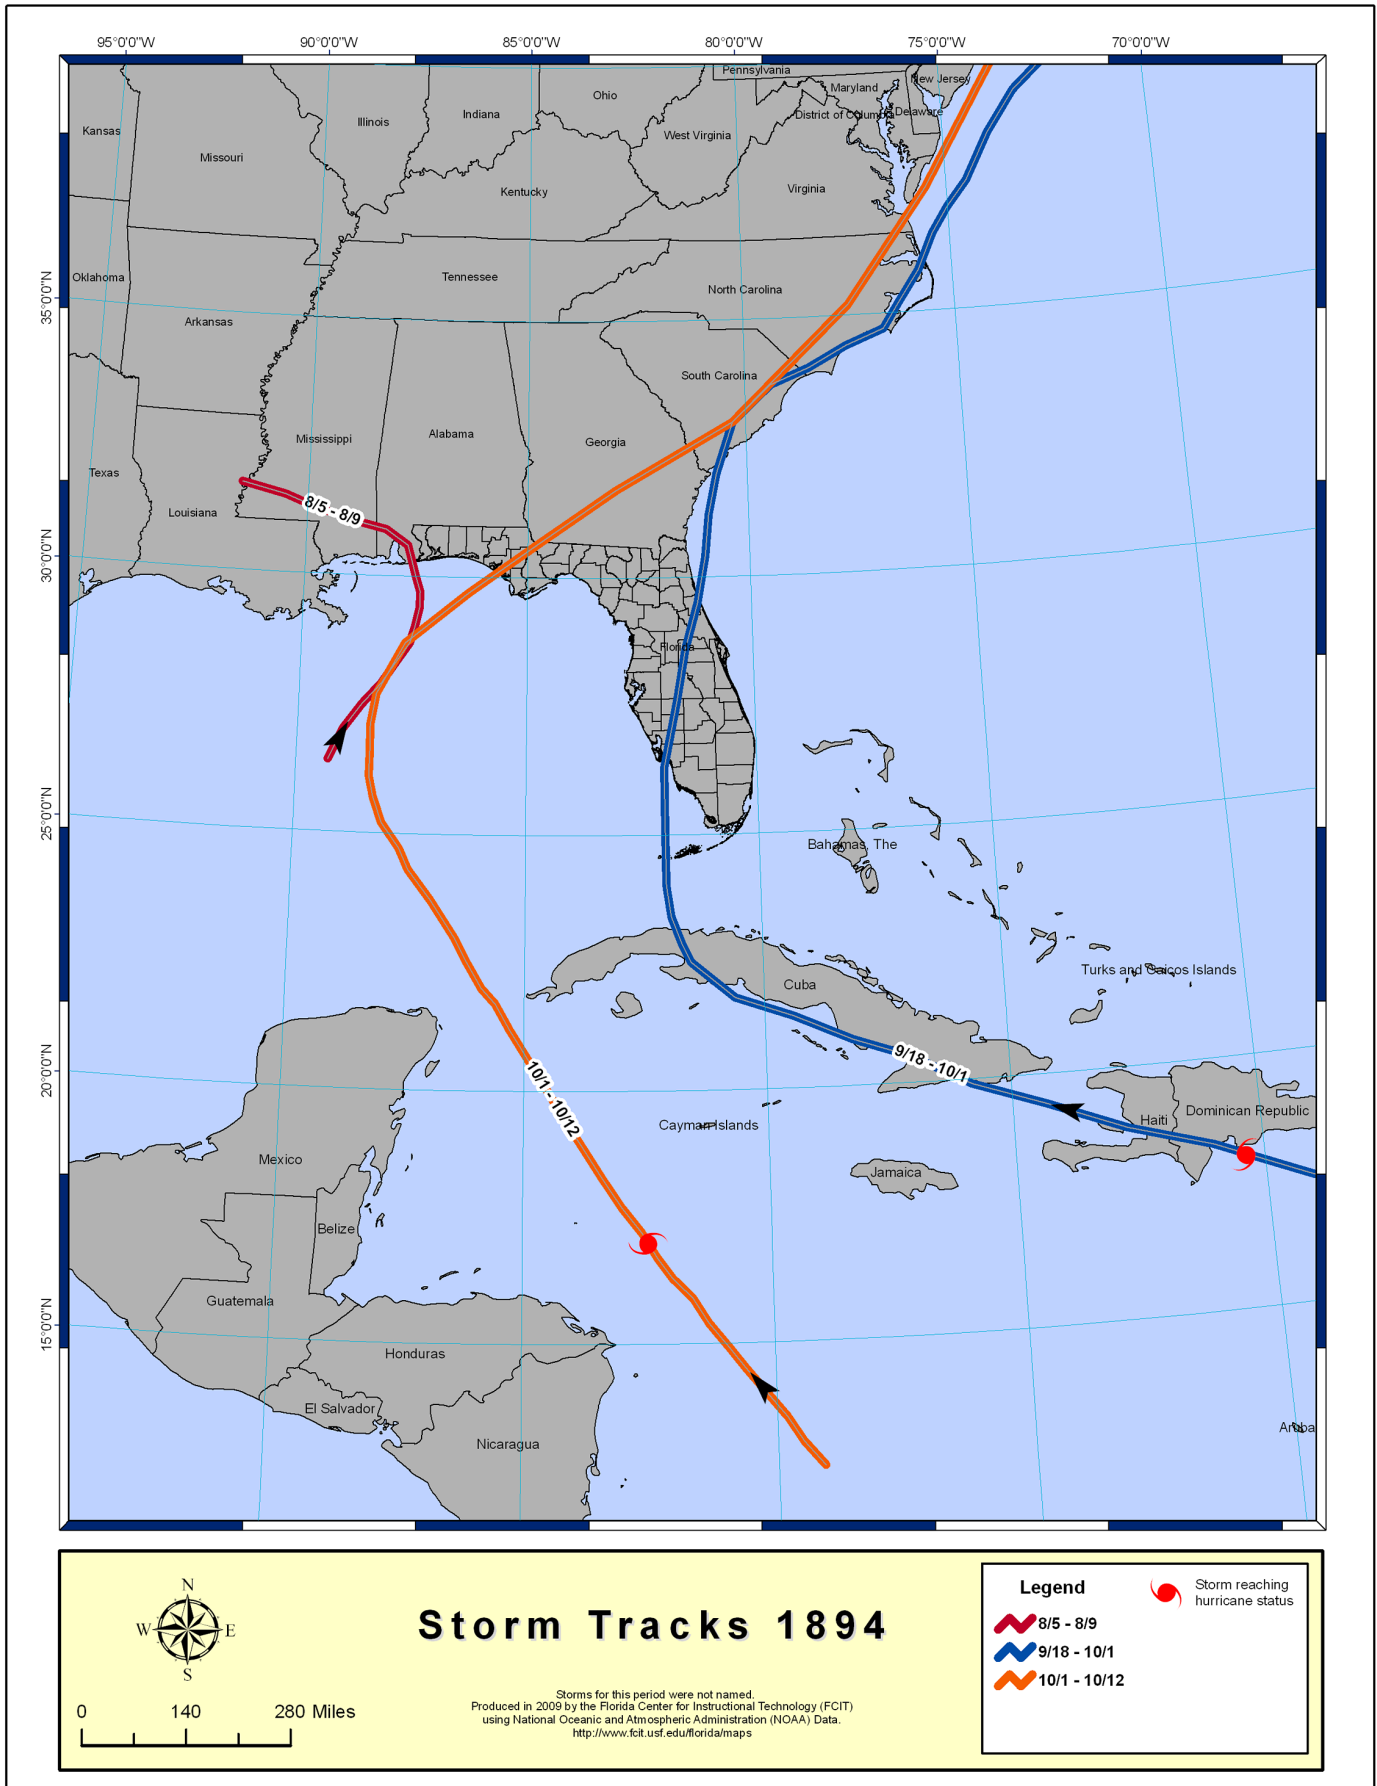 95°0'0"W 90°0'0"W 85°0'0"W 80°0'0"W 75°0'0"W 70°0'0"W
Pennsylvania
New Jersey
Ohio
Maryland
Indiana
Illinois
District of Columbia
Delaware
Kansas
West Virginia
Missouri
Kentucky
Virginia
Oklahoma
Tennessee
North Carolina
35°0'0"N
Arkansas
South Carolina
Mississippi
Alabama
Georgia
Texas
Louisiana
8/5 - 8/9
30°0'0"N
Florida
25°0'0"N
Bahamas, The
Turks and Caicos Islands
Cuba
20°0'0"N
9/18 - 10/1
10/1 - 10/12
Cayman Islands
Haiti
Dominican Republic
Mexico
Jamaica
Belize
Guatemala
15°0'0"N
Honduras
El Salvador
Nicaragua
Aruba
N
W E
S
0 140 280 Miles
Storm Tracks 1894
Storms for this period were not named.
Produced in 2009 by the Florida Center for Instructional Technology (FCIT)
using National Oceanic and Atmospheric Administration (NOAA) Data.
http://www.fcit.usf.edu/florida/maps
Legend
8/5 - 8/9
9/18 - 10/1
10/1 - 10/12
Storm reaching
hurricane status